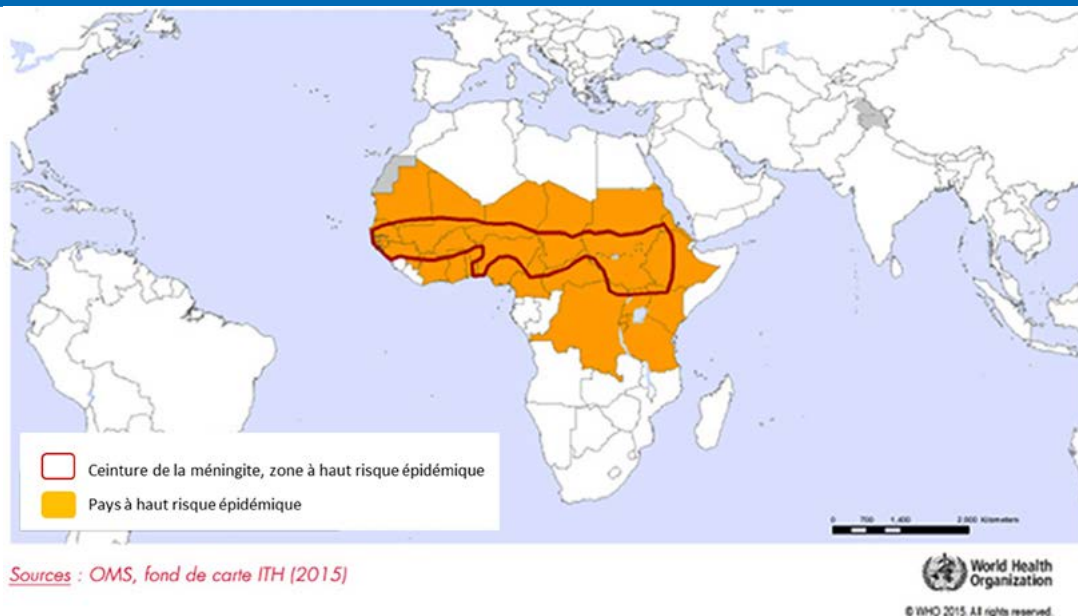 Ceinture de la méningite, zone à haut risque épidémique
Pays à haut risque épidémique
0 700 1,400 2,800 Kilometers
Sources : OMS, fond de carte ITH (2015)
World Health
Organization
© WHO 2015. All rights reserved.